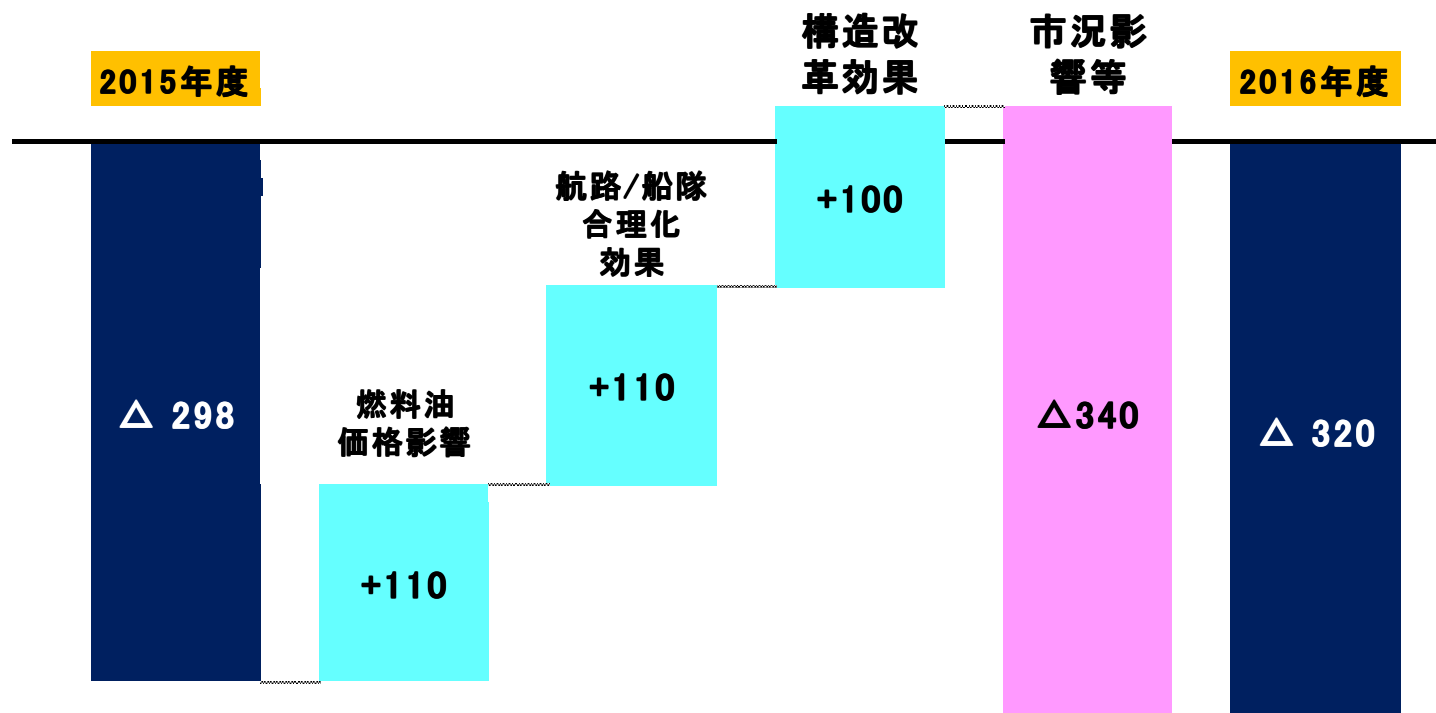 2015年度
△ 298
燃料油
価格影響
+110
航路/船隊
合理化
効果
+110
構造改
革効果
+100
市況影
響等
△340
2016年度
△ 320